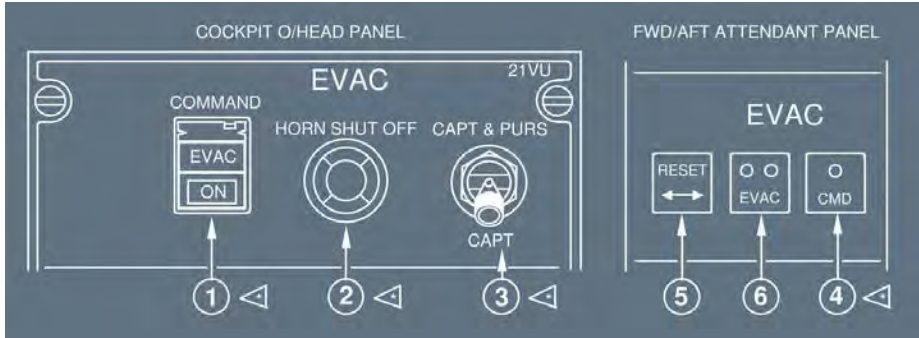 COCKPIT O/HEAD PANEL
EVAC
21VU
COMMAND
EVAC
ON
HORN SHUT OFF
CAPT & PURS
CAPT
1
2
3
FWD/AFT ATTENDANT PANEL
EVAC
RESET
EVAC
CMD
5
6
4